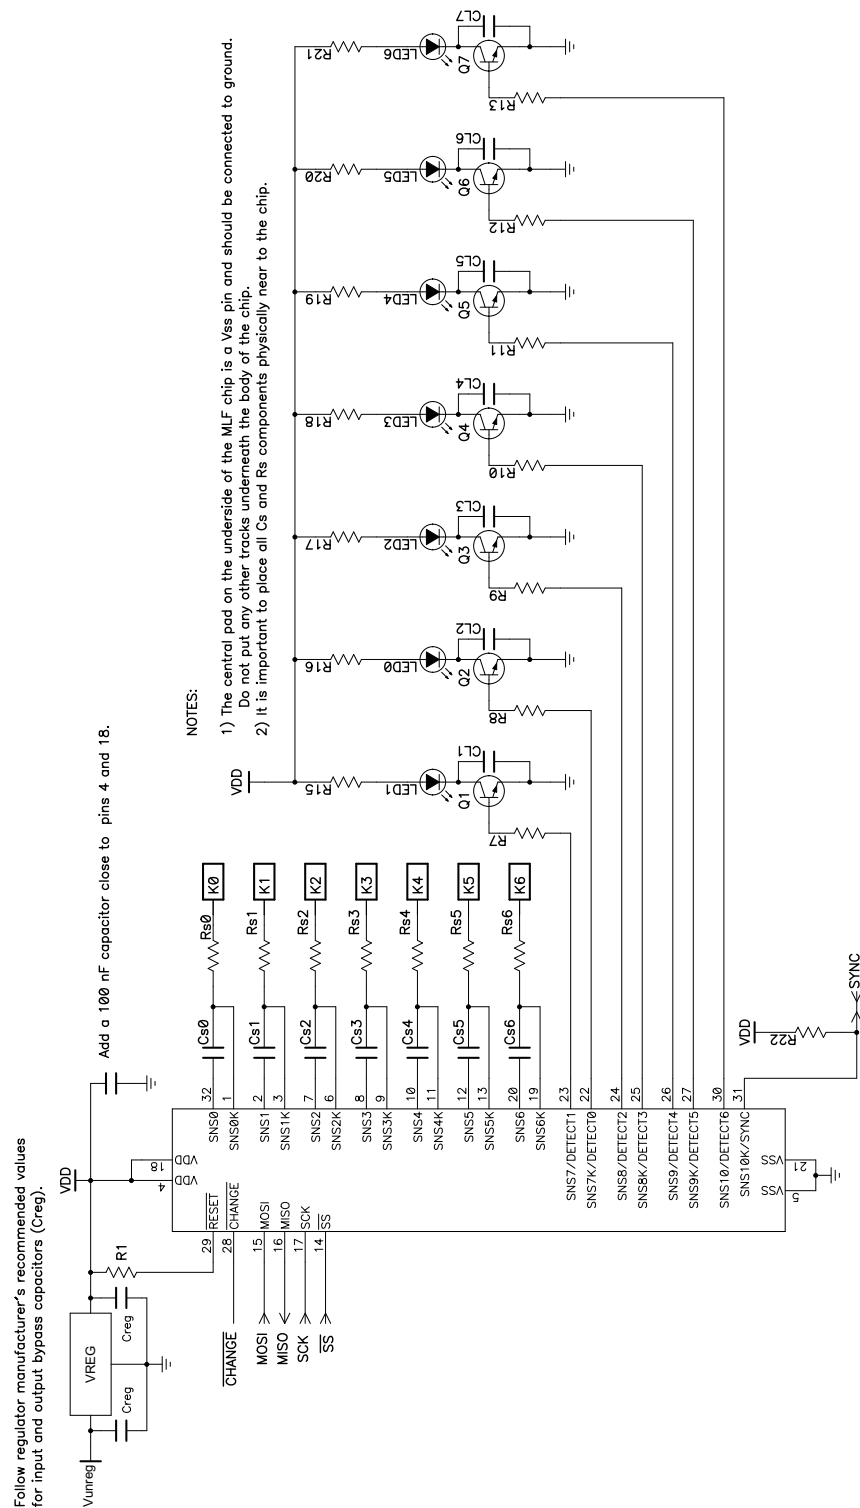 Follow regulator manufacturer's recommended values
for input and output bypass capacitors (Creg).
Vunreg
VREG
Creg
Creg
VDD
R1
Add a 100 nF capacitor close to pins 4 and 18.
NOTES:
1) The central pad on the underside of the MLF chip is a Vss pin and should be connected to ground.
Do not put any other tracks underneath the body of the chip.
2) It is important to place all Cs and Rs components physically near to the chip.
4
18
VDD
VDD
29
RESET
28
CHANGE
CHANGE
MOSI
15
MOSI
MISO
16
MISO
SCK
17
SCK
SS
14
SS
SNS0
32
Cs0
Rs0
K0
SNS0K
1
SNS1
2
Cs1
Rs1
K1
SNS1K
3
SNS2
7
Cs2
Rs2
K2
SNS2K
6
SNS3
8
Cs3
Rs3
K3
SNS3K
9
SNS4
10
Cs4
Rs4
K4
SNS4K
11
SNS5
12
Cs5
Rs5
K5
SNS5K
13
SNS6
20
Cs6
Rs6
K6
SNS6K
19
SNS7/DETECT1
23
SNS7K/DETECT0
22
SNS8/DETECT2
24
SNS8K/DETECT3
25
SNS9/DETECT4
26
SNS9K/DETECT5
27
SNS10/DETECT6
30
SNS10K/SYNC
31
VSS
VSS
5
21
VDD
R22
SYNC
VDD
R15
LED1
Q1
CL1
R7
R16
LED0
Q2
CL2
R8
R17
LED2
Q3
CL3
R9
R18
LED3
Q4
CL4
R10
R19
LED4
Q5
CL5
R11
R20
LED5
Q6
CL6
R12
R21
LED6
Q7
CL7
R13